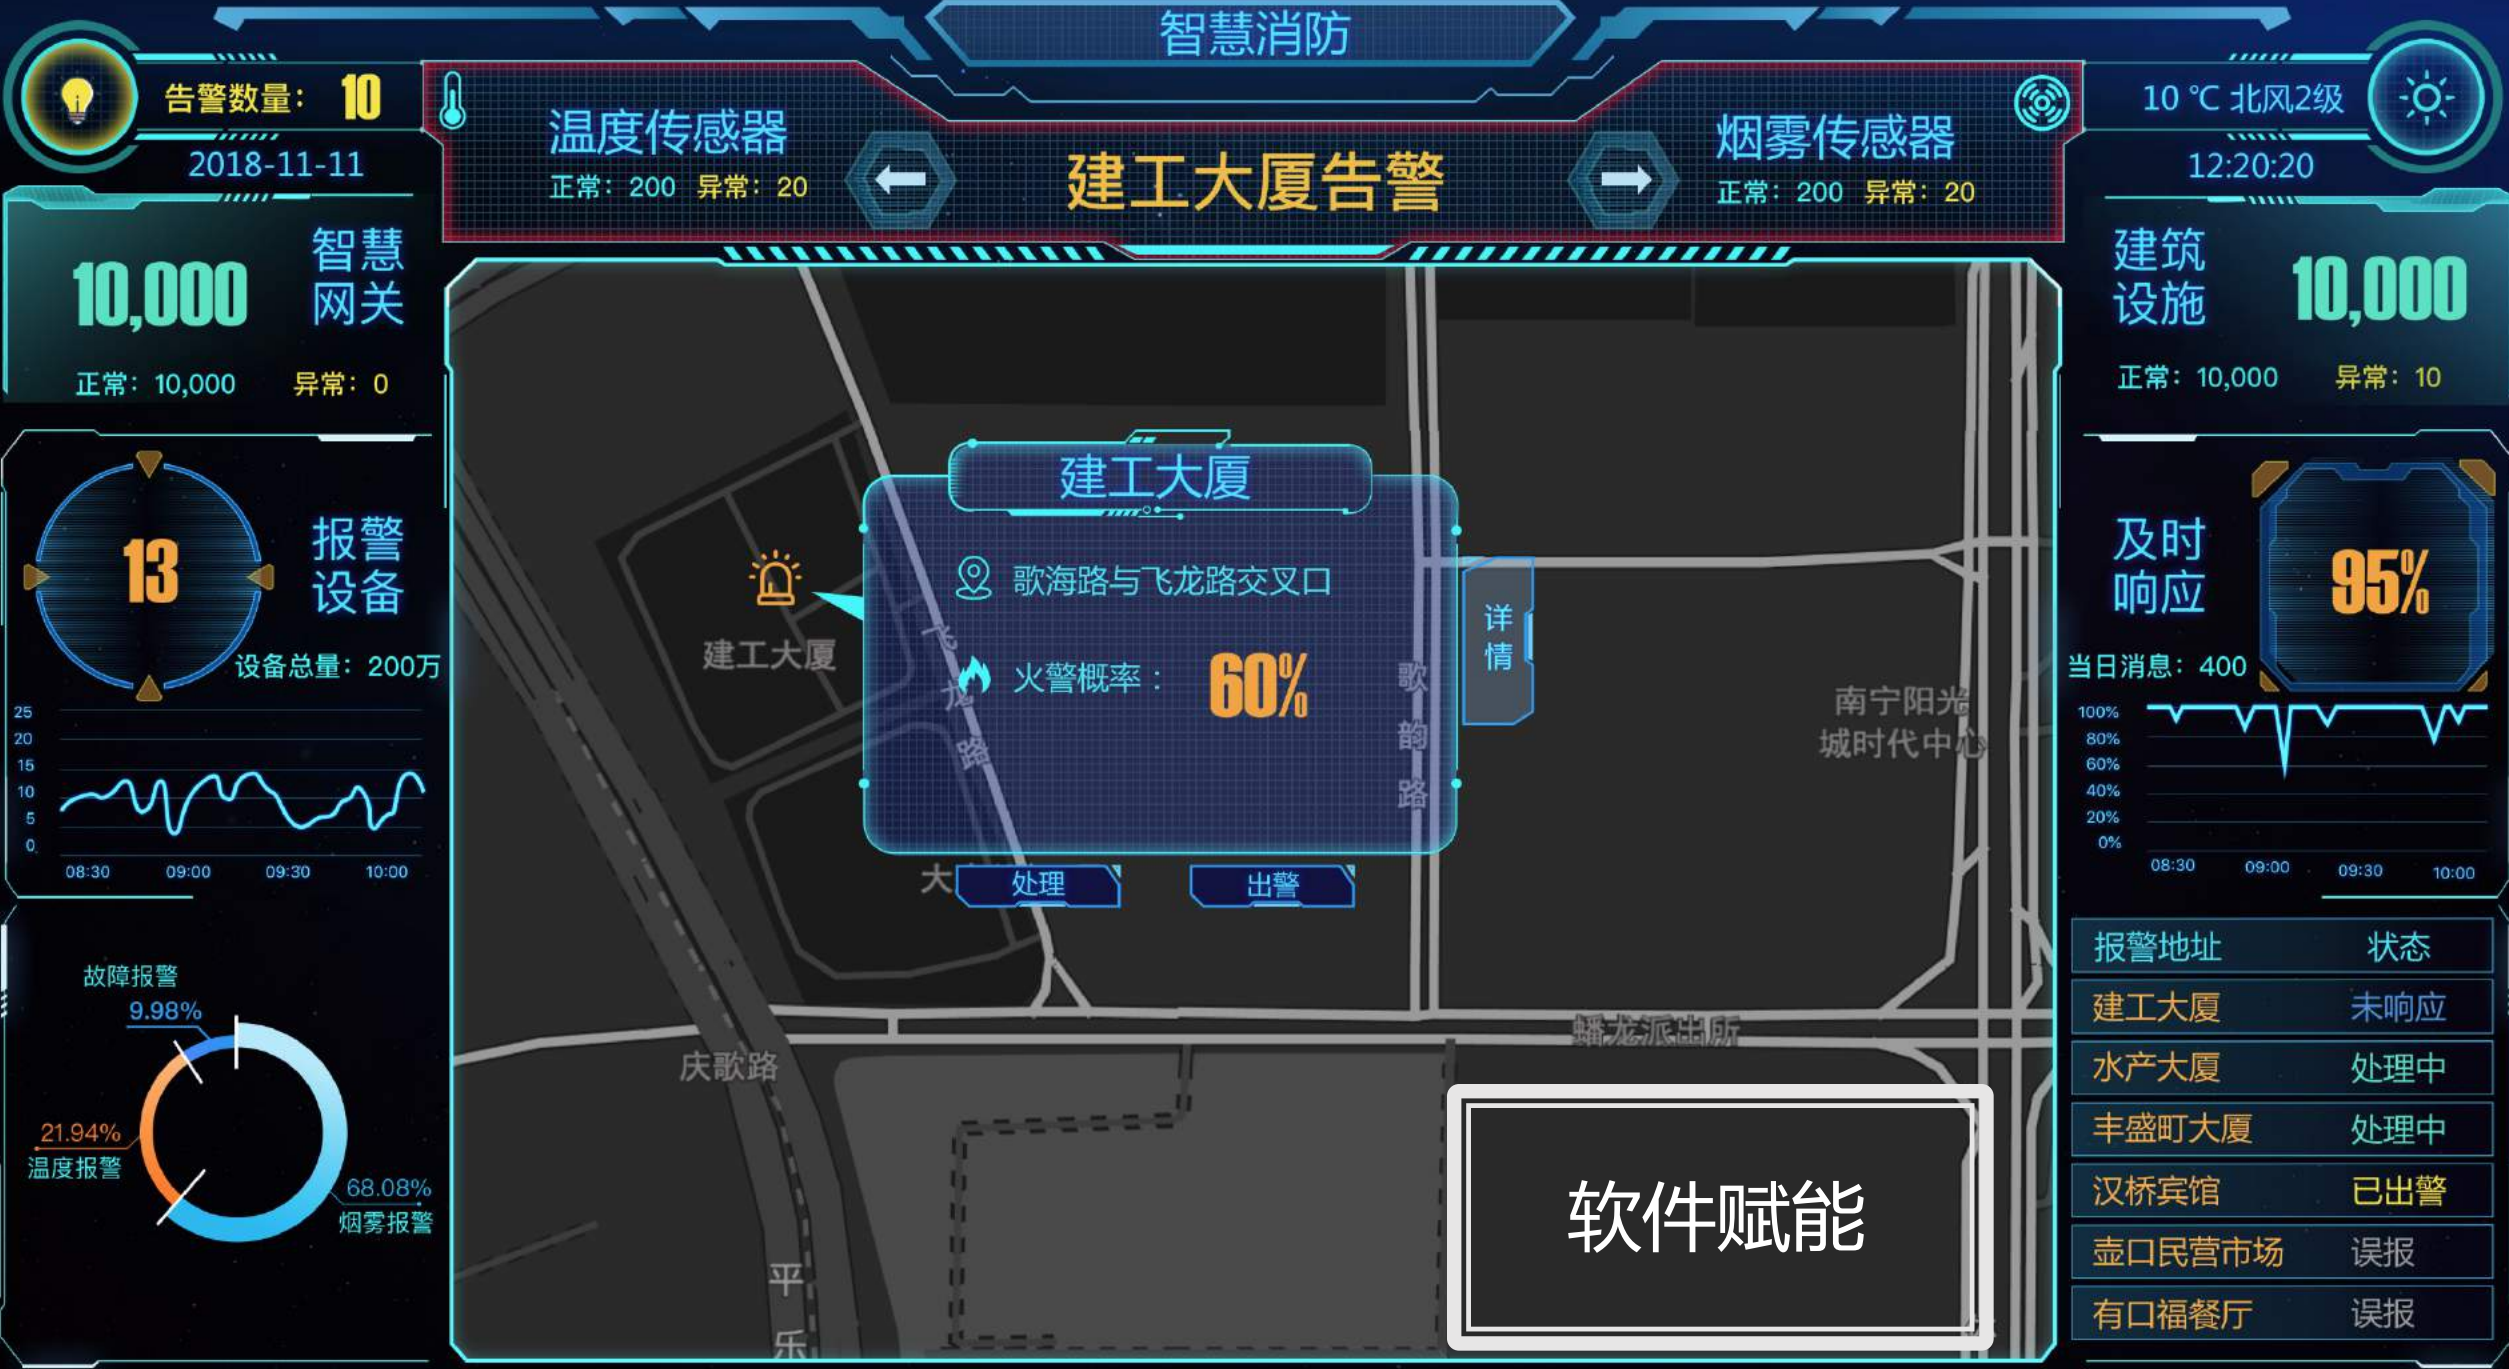 智慧消防
告警数量： 10
2018-11-11
温度传感器
正常：200 异常：20
建工大厦告警
烟雾传感器
正常：200 异常：20
10 ℃ 北风2级
12:20:20
10,000
智慧
网关
正常：10,000 异常：0
13
报警
设备
设备总量：200万
25
20
15
10
5
0
08:30 09:00 09:30 10:00
故障报警
9.98%
21.94%
温度报警
68.08%
烟雾报警
建工大厦
建工大厦
歌海路与飞龙路交叉口
火警概率： 60%
详情
处理 出警
飞龙路
歌韵路
南宁阳光
城时代中心
大
蟠龙派出所
庆歌路
平乐
软件赋能
建筑
设施
10,000
正常：10,000 异常：10
及时
响应
95%
当日消息：400
100%
80%
60%
40%
20%
0%
08:30 09:00 09:30 10:00
报警地址 状态
建工大厦 未响应
水产大厦 处理中
丰盛町大厦 处理中
汉桥宾馆 已出警
壶口民营市场 误报
有口福餐厅 误报